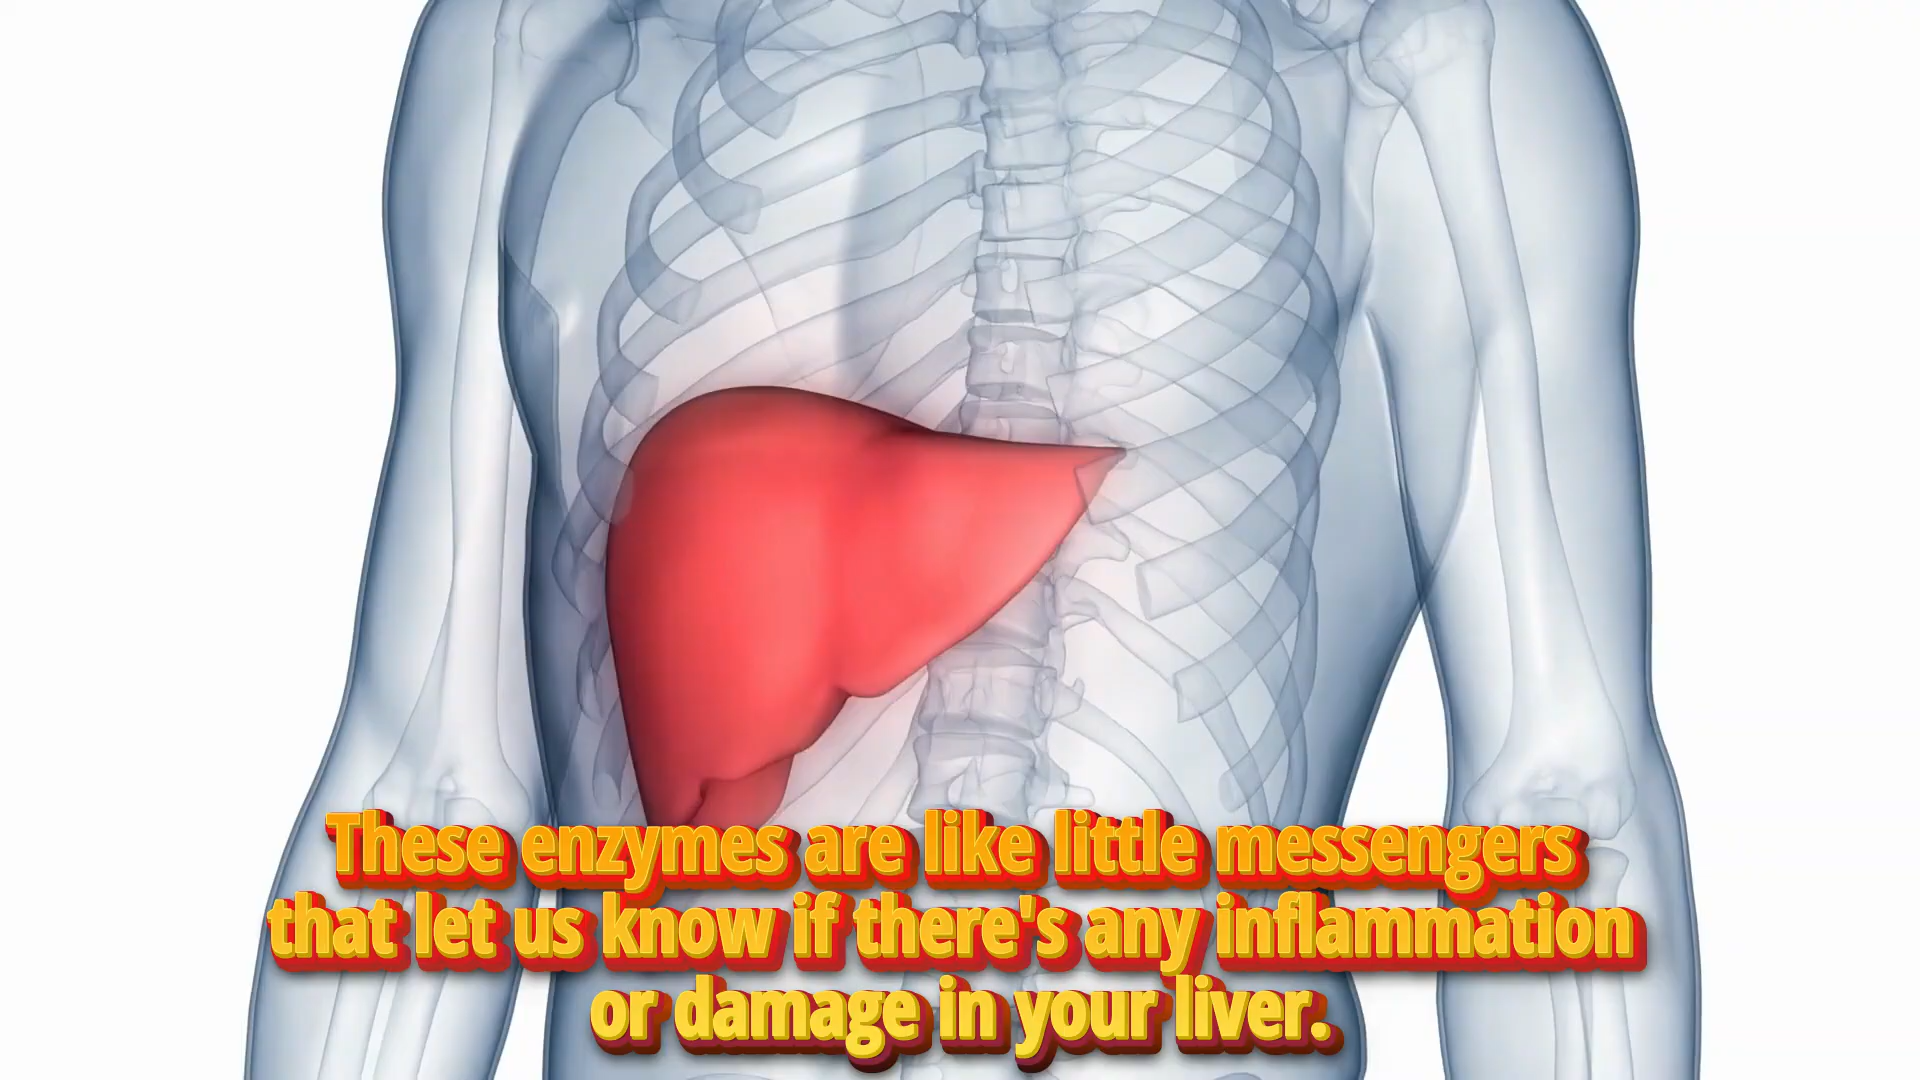 These enzymes are like little messengers
that let us know if there's any inflammation
or damage in your liver.